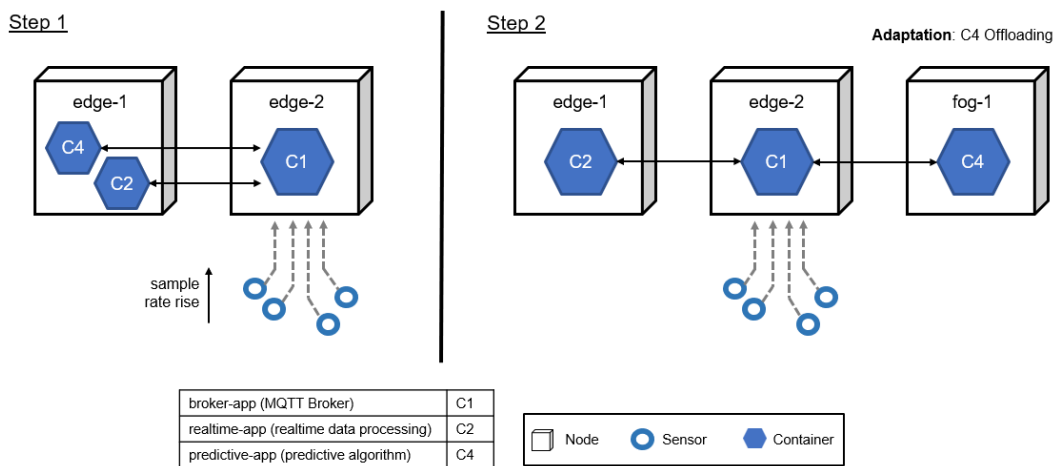 Step 1
edge-1
edge-2
C4
C2
C1
sample
rate rise
Step 2
Adaptation: C4 Offloading
edge-1
edge-2
fog-1
C2
C1
C4
broker-app (MQTT Broker) C1
realtime-app (realtime data processing) C2
predictive-app (predictive algorithm) C4
Node Sensor Container